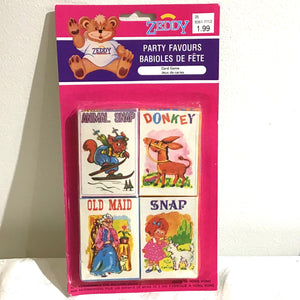 ZEDDY
ZEDDY
1.99
PARTY FAVOURS
BABIOLES DE FÊTE
Card Game
Jeux de cartes
ANIMAL SNAP
DONKEY
OLD MAID
SNAP